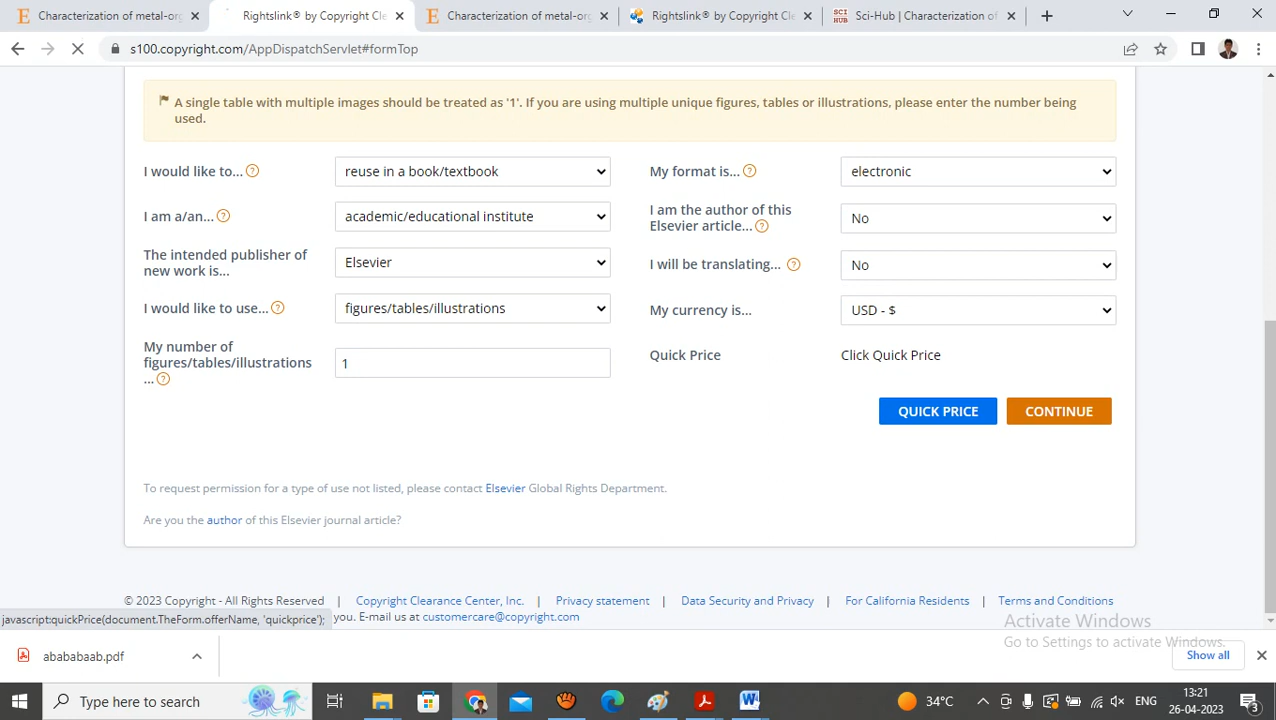 Characterization of metal-or
Rightslink® by Copyright Cle
Characterization of metal-or
Rightslink® by Copyright Cle
SCI HUB Sci-Hub | Characterization of
s100.copyright.com/AppDispatchServlet#formTop
A single table with multiple images should be treated as '1'. If you are using multiple unique figures, tables or illustrations, please enter the number being
used.
I would like to... ? reuse in a book/textbook
My format is... ? electronic
I am a/an... ? academic/educational institute
I am the author of this
Elsevier article... ? No
The intended publisher of
new work is... Elsevier
I will be translating... ? No
I would like to use... ? figures/tables/illustrations
My currency is... USD - $
My number of
figures/tables/illustrations
... ? 1
Quick Price Click Quick Price
QUICK PRICE CONTINUE
To request permission for a type of use not listed, please contact Elsevier Global Rights Department.
Are you the author of this Elsevier journal article?
© 2023 Copyright - All Rights Reserved | Copyright Clearance Center, Inc. | Privacy statement | Data Security and Privacy | For California Residents | Terms and Conditions
javascript:quickPrice(document.TheForm.offerName, 'quickprice'); you. E-mail us at customercare@copyright.com
Activate Windows
Go to Settings to activate Windows.
abababaab.pdf
Show all
Type here to search
34°C
ENG
13:21
26-04-2023
3